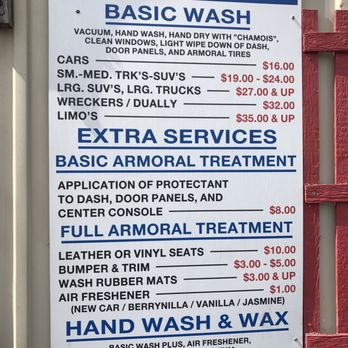 BASIC WASH
VACUUM, HAND WASH, HAND DRY WITH "CHAMOIS",
CLEAN WINDOWS, LIGHT WIPE DOWN OF DASH,
DOOR PANELS, AND ARMORAL TIRES
CARS $16.00
SM.-MED. TRK'S-SUV'S $19.00 - $24.00
LRG. SUV'S, LRG. TRUCKS $27.00 & UP
WRECKERS / DUALLY $32.00
LIMO'S $35.00 & UP
EXTRA SERVICES
BASIC ARMORAL TREATMENT
APPLICATION OF PROTECTANT
TO DASH, DOOR PANELS, AND
CENTER CONSOLE $8.00
FULL ARMORAL TREATMENT
LEATHER OR VINYL SEATS $10.00
BUMPER & TRIM $3.00 - $5.00
WASH RUBBER MATS $3.00 & UP
AIR FRESHENER $1.00
(NEW CAR / BERRYNILLA / VANILLA / JASMINE)
HAND WASH & WAX
BASIC WASH PLUS, AIR FRESHENER,